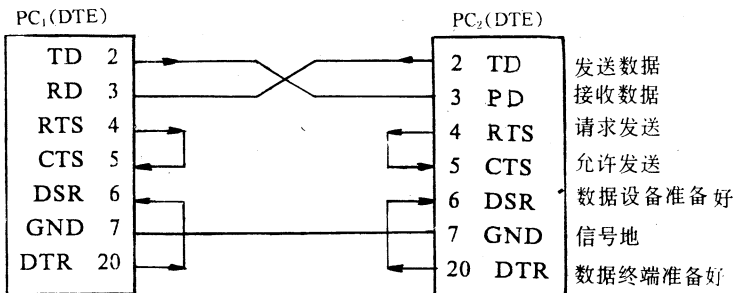 PC₁(DTE) PC₂(DTE)
TD 2 2 TD 发送数据
RD 3 3 PD 接收数据
RTS 4 4 RTS 请求发送
CTS 5 5 CTS 允许发送
DSR 6 6 DSR 数据设备准备好
GND 7 7 GND 信号地
DTR 20 20 DTR 数据终端准备好